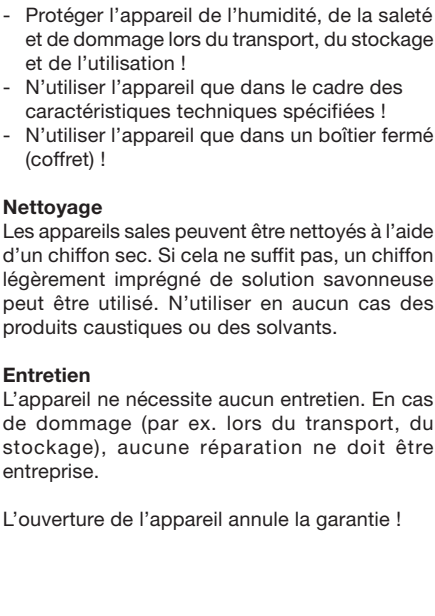 - Protéger l'appareil de l'humidité, de la saleté
et de dommage lors du transport, du stockage
et de l'utilisation !
- N'utiliser l'appareil que dans le cadre des
caractéristiques techniques spécifiées !
- N'utiliser l'appareil que dans un boîtier fermé
(coffret) !
Nettoyage
Les appareils sales peuvent être nettoyés à l'aide
d'un chiffon sec. Si cela ne suffit pas, un chiffon
légèrement imprégné de solution savonneuse
peut être utilisé. N'utiliser en aucun cas des
produits caustiques ou des solvants.
Entretien
L'appareil ne nécessite aucun entretien. En cas
de dommage (par ex. lors du transport, du
stockage), aucune réparation ne doit être
entreprise.
L'ouverture de l'appareil annule la garantie !